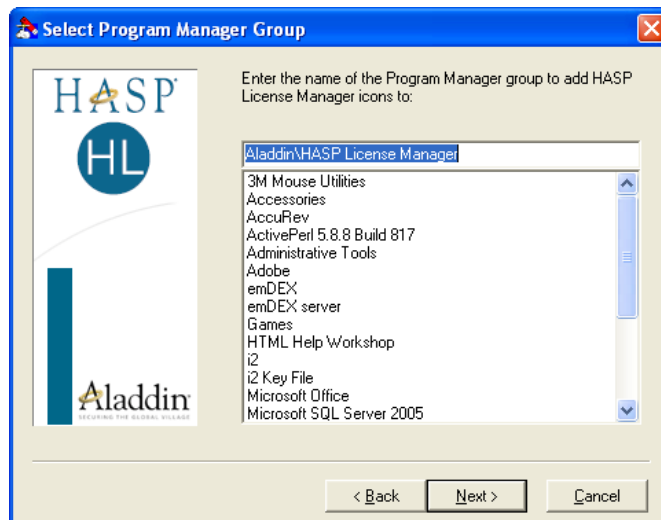 Select Program Manager Group
HASP
HL
Aladdin
SECURING THE GLOBAL VILLAGE
Enter the name of the Program Manager group to add HASP
License Manager icons to:
Aladdin\HASP License Manager
3M Mouse Utilities
Accessories
AccuRev
ActivePerl 5.8.8 Build 817
Administrative Tools
Adobe
emDEX
emDEX server
Games
HTML Help Workshop
i2
i2 Key File
Microsoft Office
Microsoft SQL Server 2005
< Back
Next >
Cancel